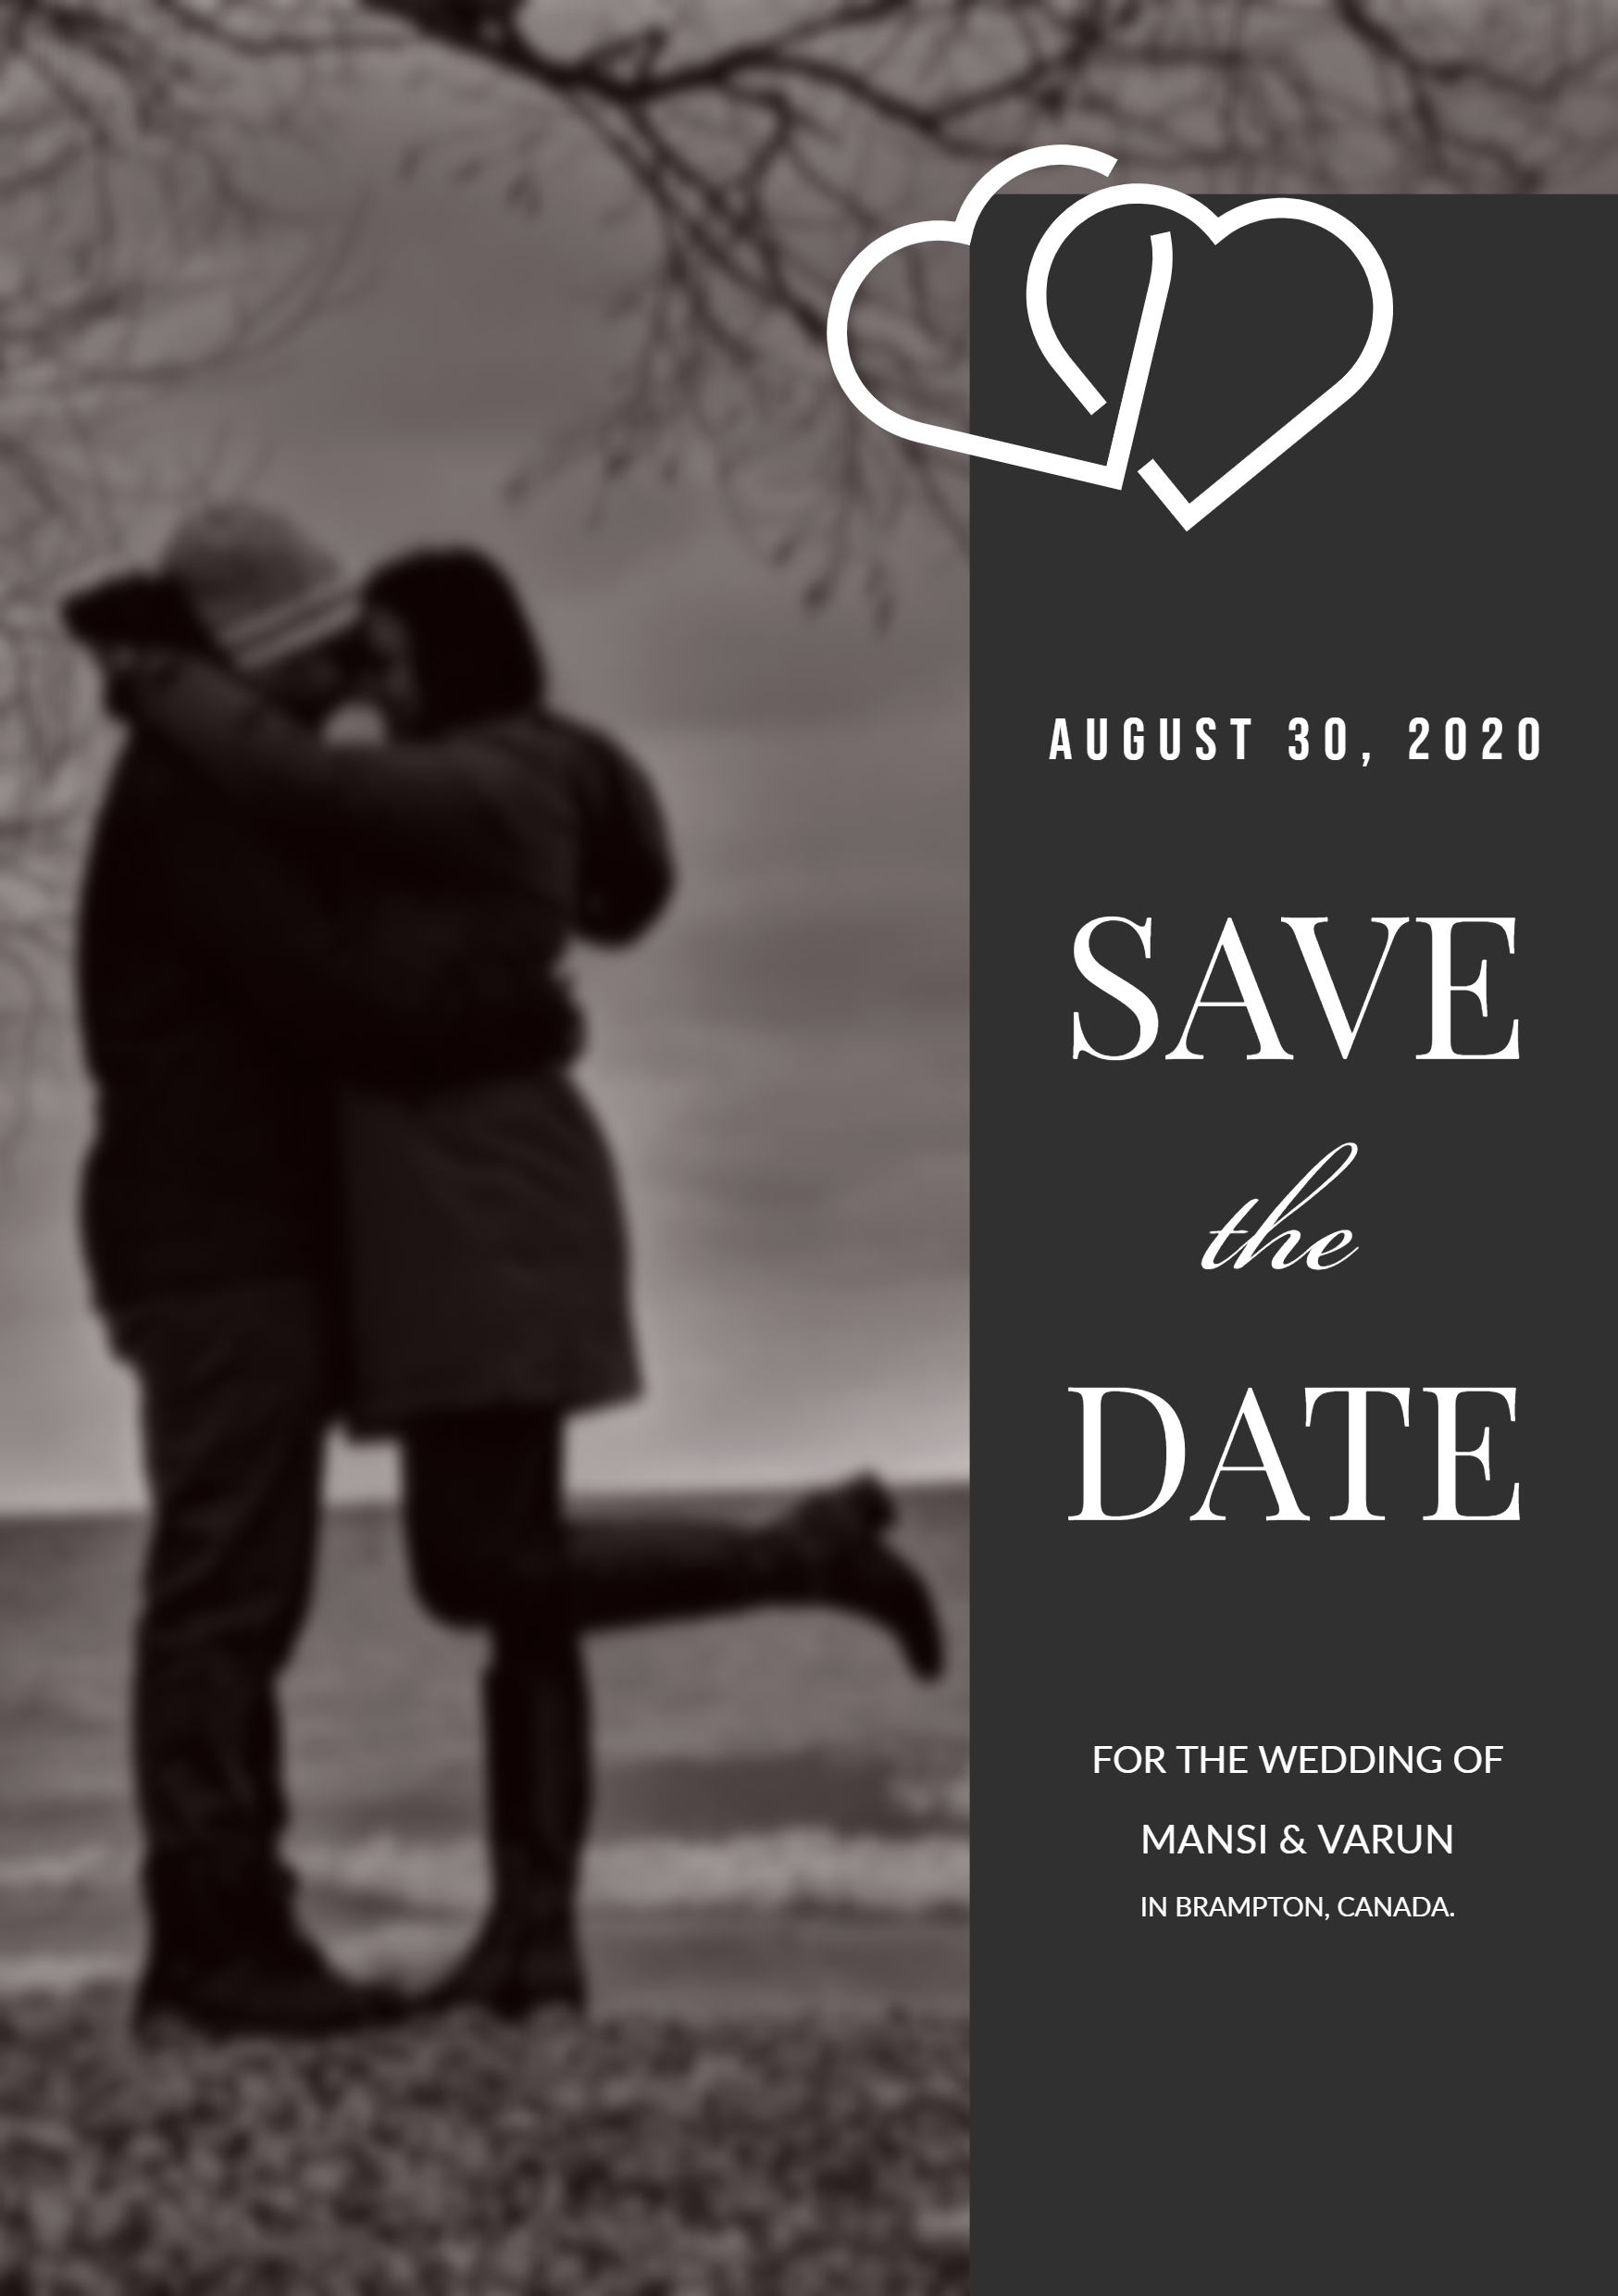 AUGUST 30, 2020
SAVE
the
DATE
FOR THE WEDDING OF
MANSI & VARUN
IN BRAMPTON, CANADA.